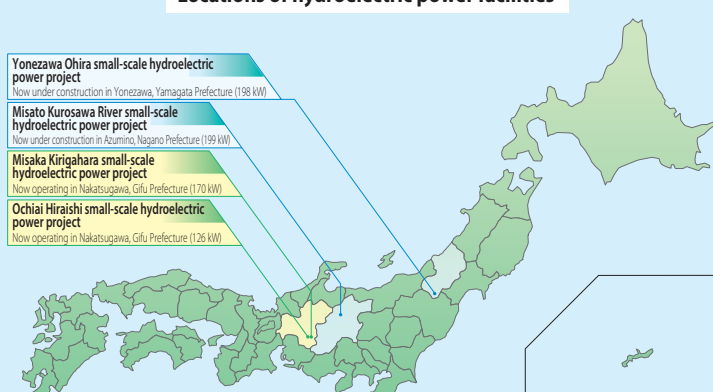 Locations of hydroelectric power facilities
Yonezawa Ohira small-scale hydroelectric
power project
Now under construction in Yonezawa, Yamagata Prefecture (198 kW)
Misato Kurosawa River small-scale
hydroelectric power project
Now under construction in Azumino, Nagano Prefecture (199 kW)
Misaka Kirigahara small-scale
hydroelectric power project
Now operating in Nakatsugawa, Gifu Prefecture (170 kW)
Ochiai Hiraishi small-scale hydroelectric
power project
Now operating in Nakatsugawa, Gifu Prefecture (126 kW)